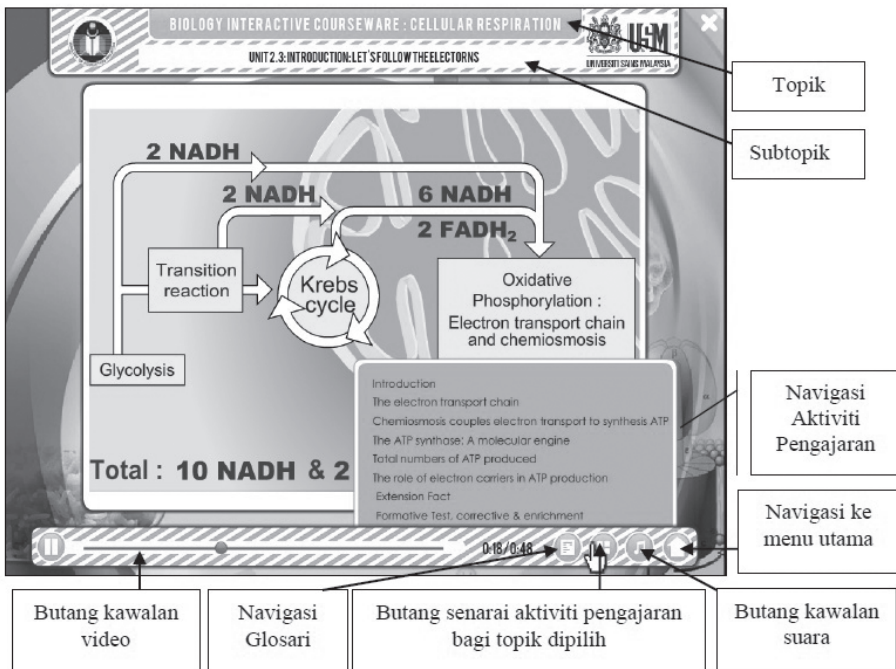 BIOLOGY INTERACTIVE COURSEWARE : CELLULAR RESPIRATION
UNIT 2.3: INTRODUCTION: LET'S FOLLOW THE ELECTORNS
USM
UNIVERSITI SAINS MALAYSIA
Topik
Subtopik
2 NADH
2 NADH
6 NADH
2 FADH₂
Transition
reaction
Krebs
cycle
Oxidative
Phosphorylation :
Electron transport chain
and chemiosmosis
Glycolysis
Introduction
The electron transport chain
Chemiosmosis couples electron transport to synthesis ATP
The ATP synthase: A molecular engine
Total numbers of ATP produced
The role of electron carriers in ATP production
Extension Fact
Formative Test, corrective & enrichment
Total : 10 NADH & 2
Navigasi
Aktiviti
Pengajaran
Navigasi ke
menu utama
0:18/0:48
Butang kawalan
video
Navigasi
Glosari
Butang senarai aktiviti pengajaran
bagi topik dipilih
Butang kawalan
suara